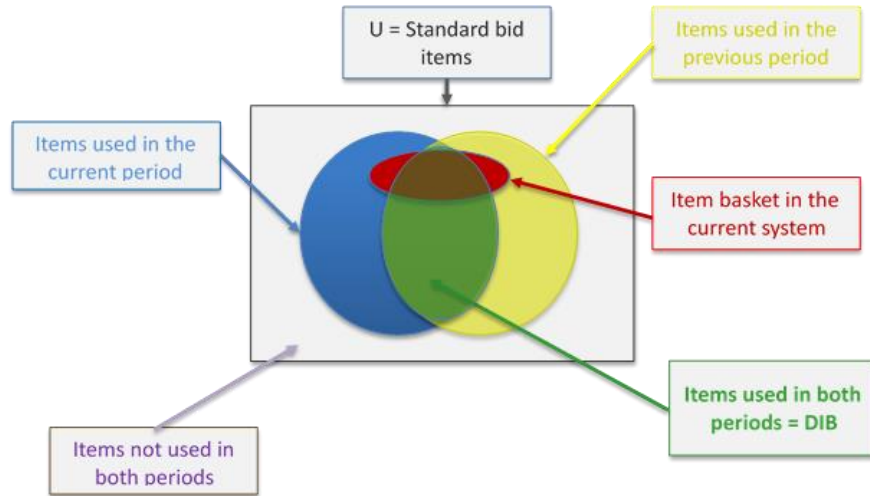 U = Standard bid
items
Items used in the
previous period
Items used in the
current period
Item basket in the
current system
Items used in both
periods = DIB
Items not used in
both periods